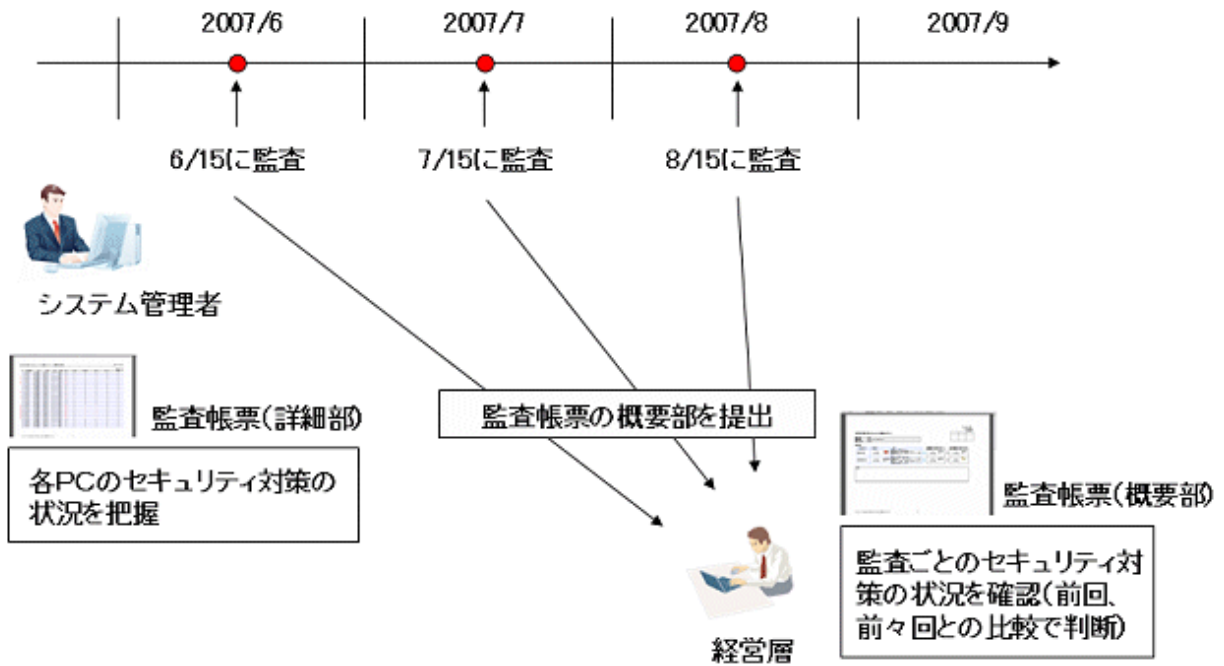 2007/6
2007/7
2007/8
2007/9
6/15に監査
7/15に監査
8/15に監査
システム管理者
監査帳票(詳細部)
各PCのセキュリティ対策の
状況を把握
監査帳票の概要部を提出
監査帳票(概要部)
監査ごとのセキュリティ対
策の状況を確認(前回、
前々回との比較で判断)
経営層